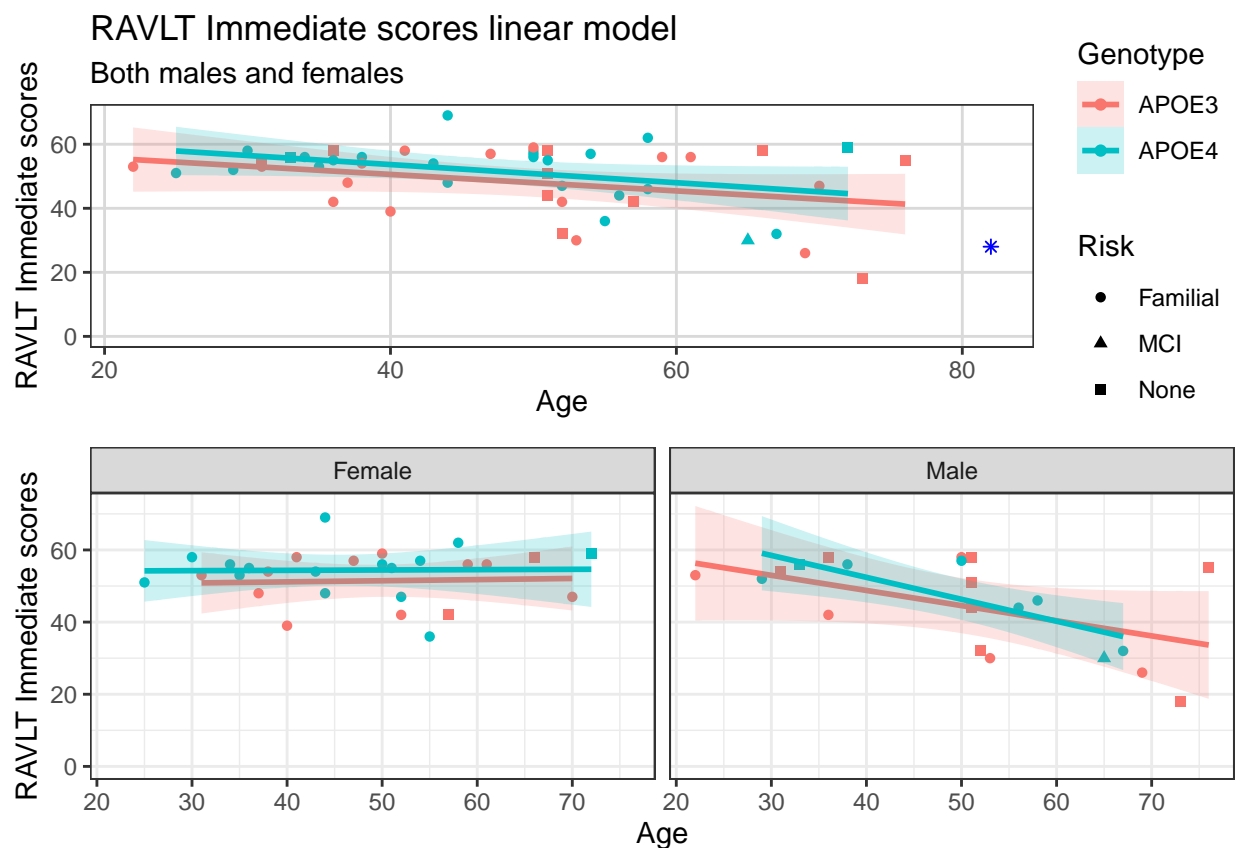 RAVLT Immediate scores linear model
Both males and females
RAVLT Immediate scores
60
40
20
0
20
40
60
80
Age
Genotype
APOE3
APOE4
Risk
Familial
MCI
None
Female
Male
RAVLT Immediate scores
60
40
20
0
20
30
40
50
60
70
20
30
40
50
60
70
Age